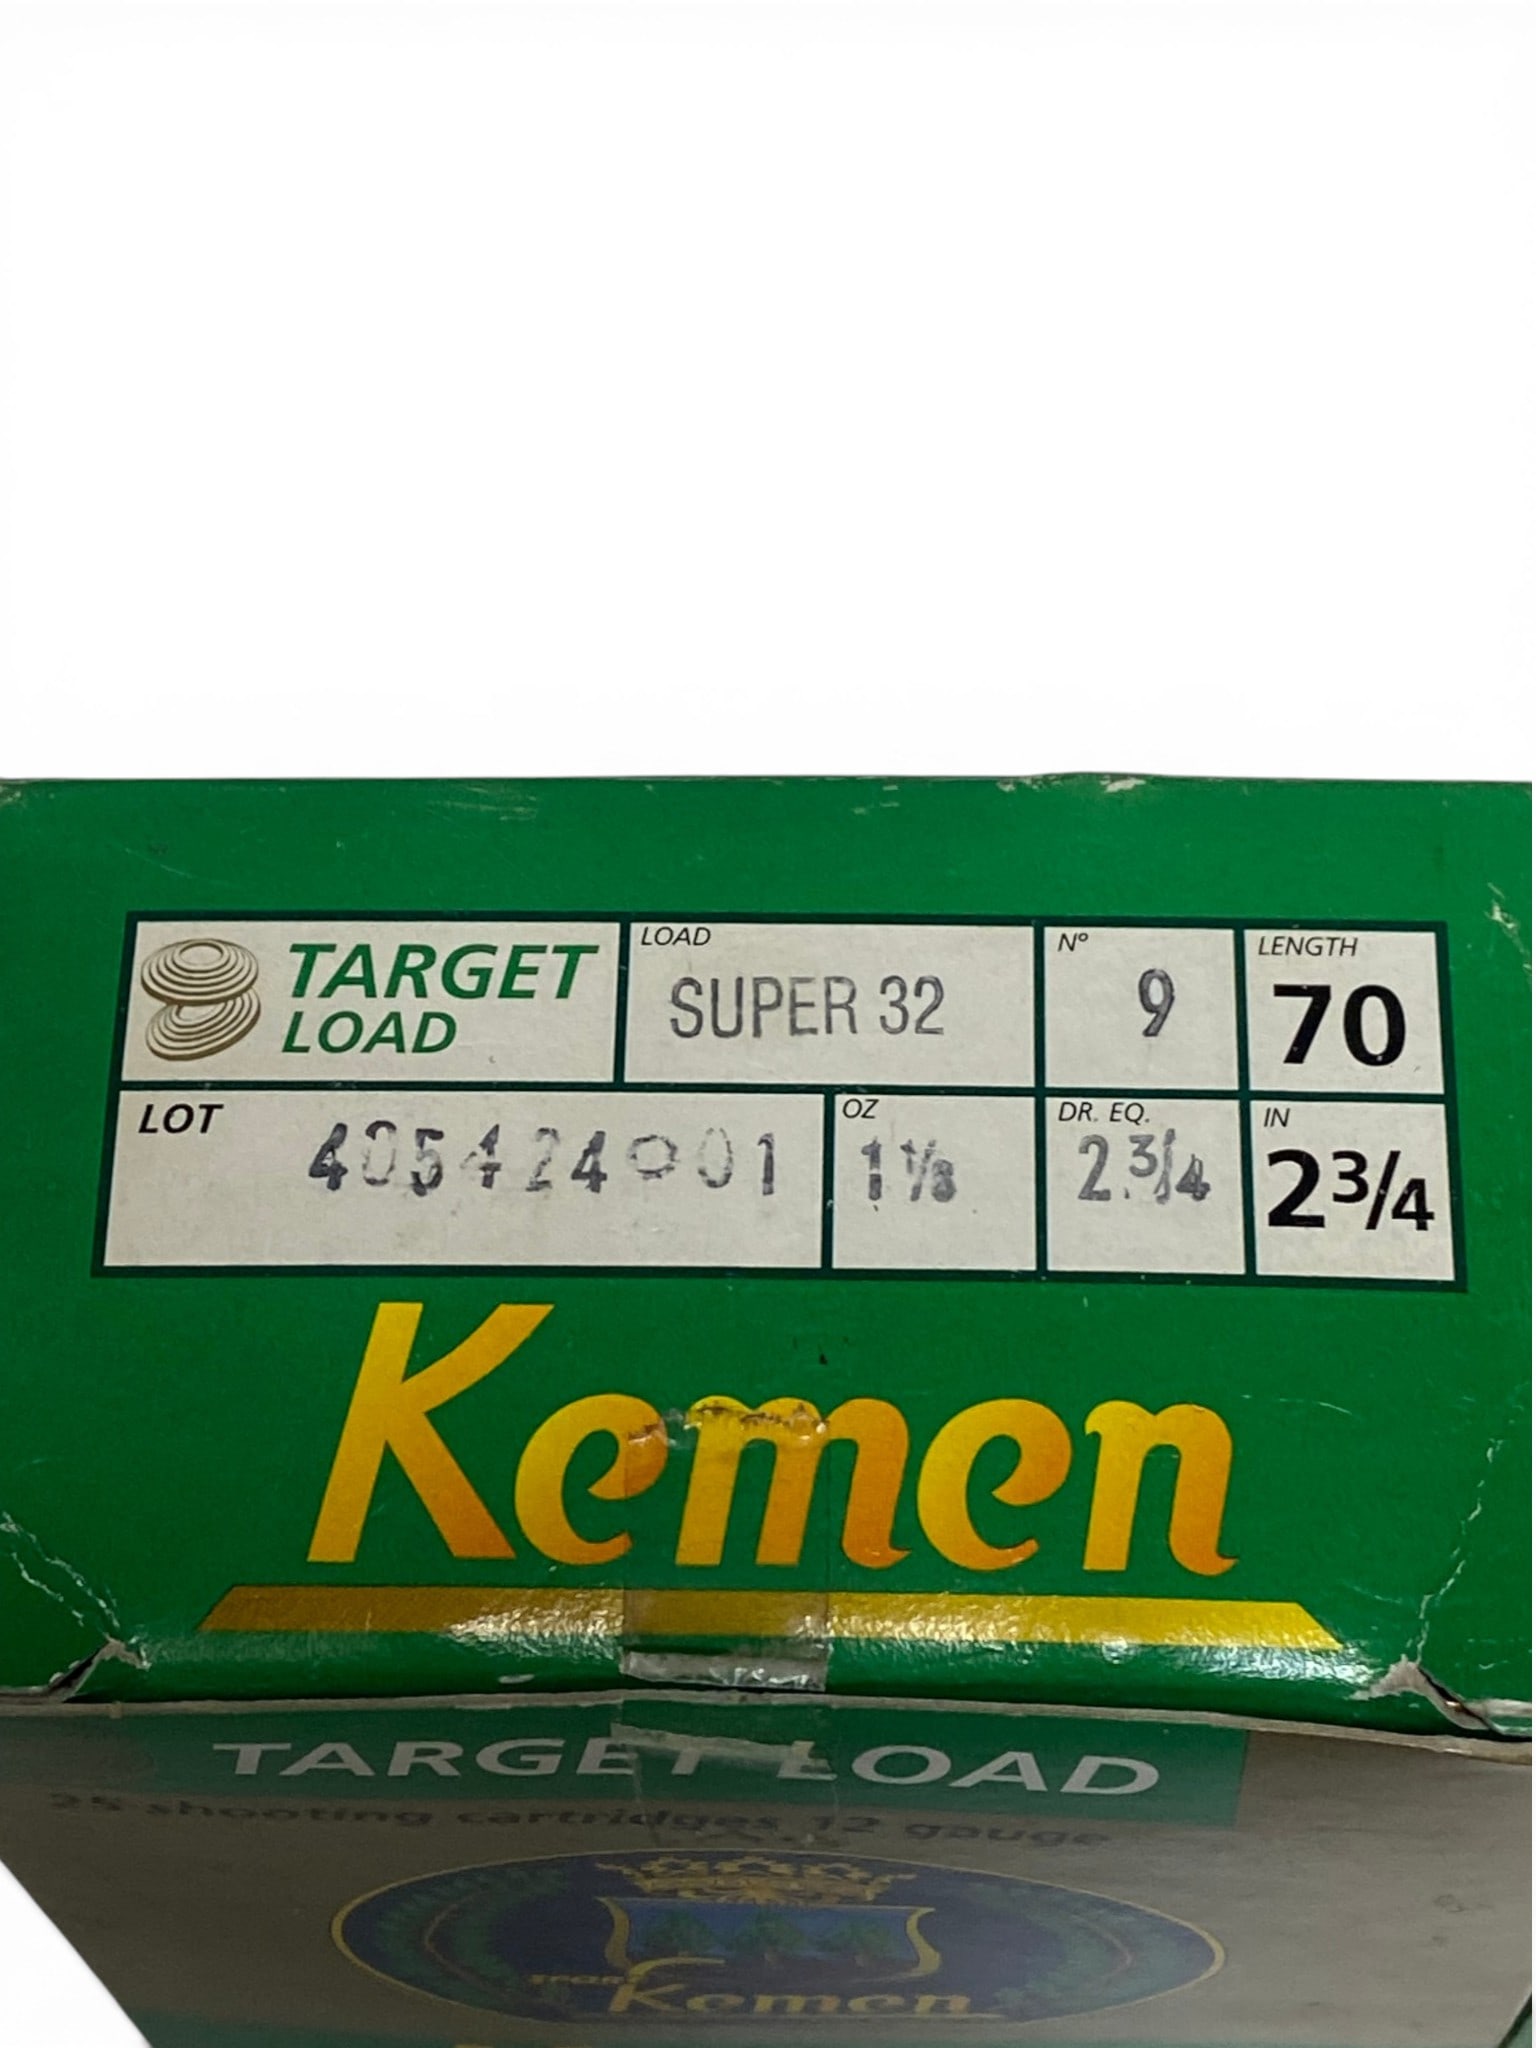 TARGET
LOAD
LOAD
SUPER 32
Nº
9
LENGTH
70
LOT
OZ
1 1/8
DR. EQ.
2 3/4
IN
2 3/4
Kemen
TARGET LOAD
25 shooting cartridges 12 gauge
Kemen